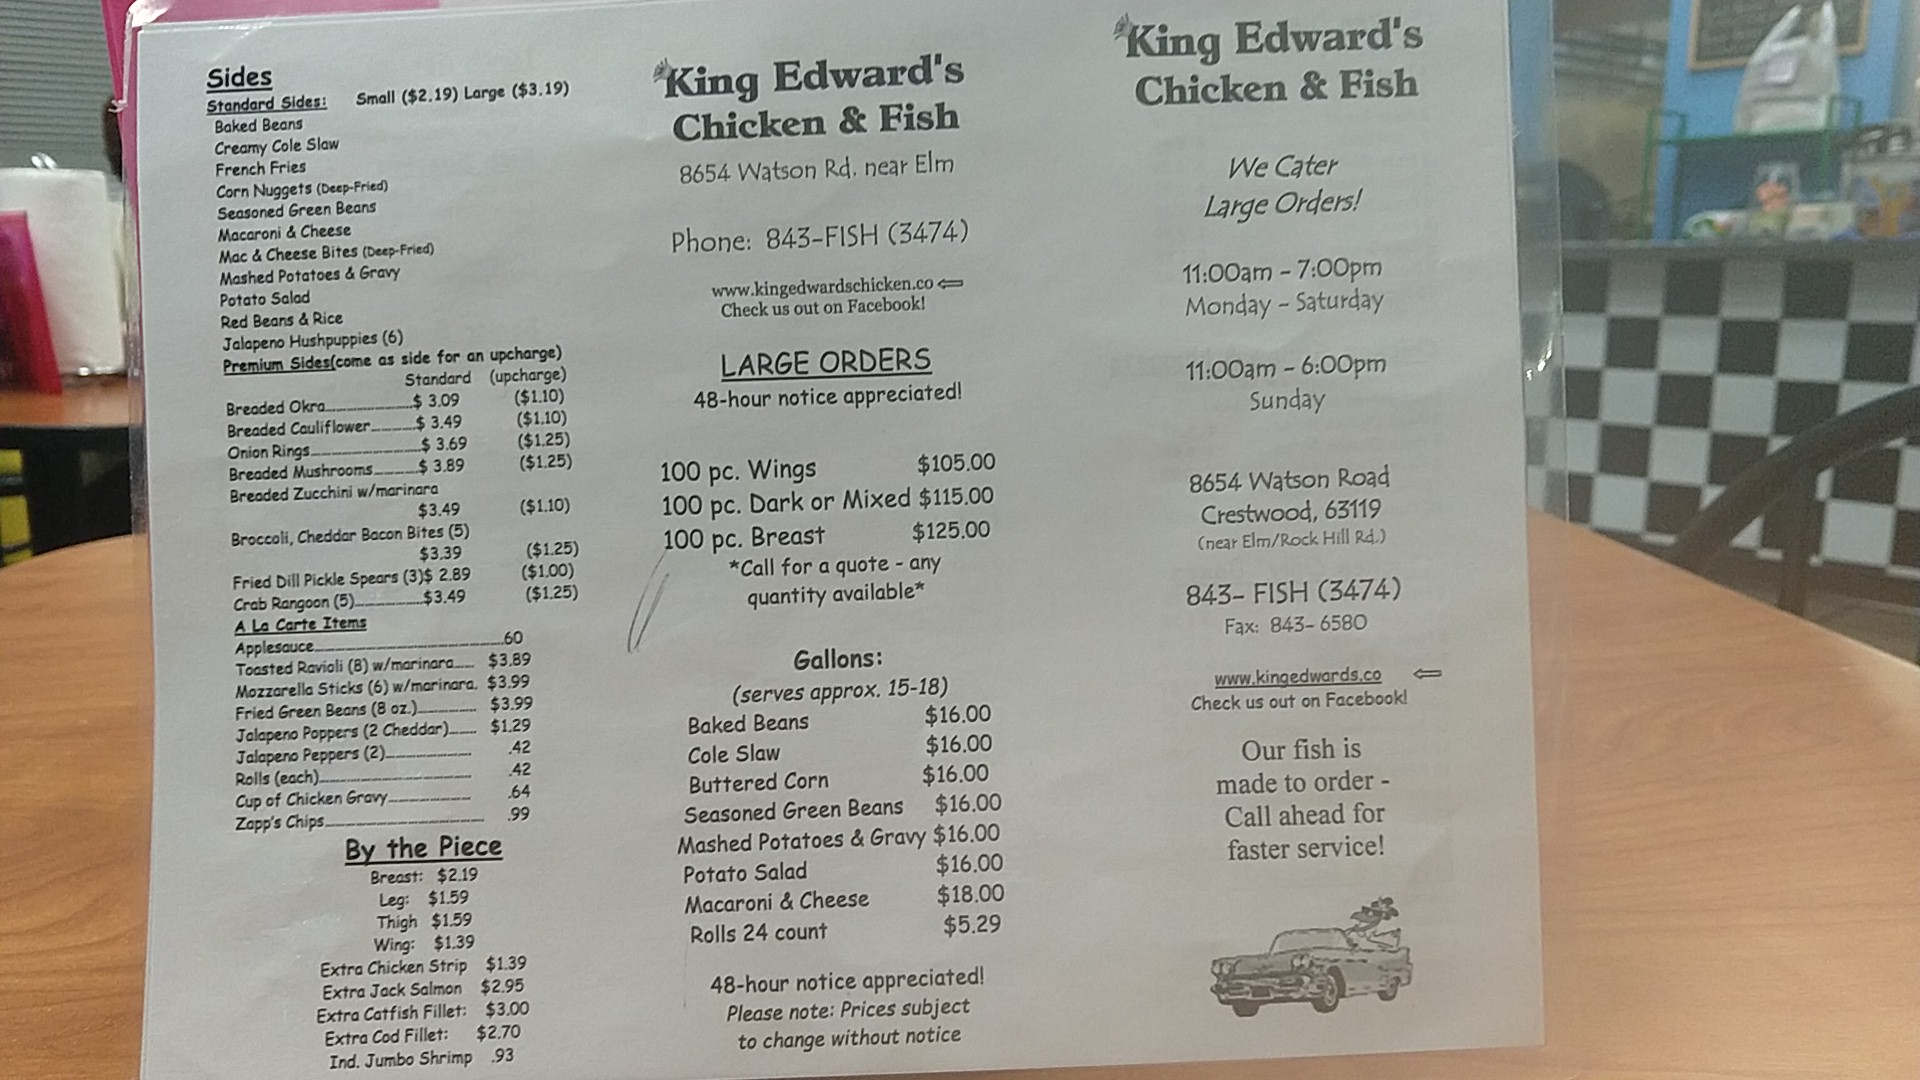 Sides
Standard Sides: Small ($2.19) Large ($3.19)
Baked Beans
Creamy Cole Slaw
French Fries
Corn Nuggets (Deep-Fried)
Seasoned Green Beans
Macaroni & Cheese
Mac & Cheese Bites (Deep-Fried)
Mashed Potatoes & Gravy
Potato Salad
Red Beans & Rice
Jalapeno Hushpuppies (6)
Premium Sides(come as side for an upcharge)
Standard (upcharge)
Breaded Okra $ 3.09 ($1.10)
Breaded Cauliflower $ 3.49 ($1.10)
Onion Rings $ 3.69 ($1.25)
Breaded Mushrooms $ 3.89 ($1.25)
Breaded Zucchini w/marinara
$3.49 ($1.10)
Broccoli, Cheddar Bacon Bites (5)
$3.39 ($1.25)
Fried Dill Pickle Spears (3)$ 2.89 ($1.00)
Crab Rangoon (5) $3.49 ($1.25)
A La Carte Items
Applesauce .60
Toasted Ravioli (8) w/marinara $3.89
Mozzarella Sticks (6) w/marinara. $3.99
Fried Green Beans (8 oz.) $3.99
Jalapeno Poppers (2 Cheddar) $1.29
Jalapeno Peppers (2) .42
Rolls (each) .42
Cup of Chicken Gravy .64
Zapp's Chips .99
By the Piece
Breast: $2.19
Leg: $1.59
Thigh $1.59
Wing: $1.39
Extra Chicken Strip $1.39
Extra Jack Salmon $2.95
Extra Catfish Fillet: $3.00
Extra Cod Fillet: $2.70
Ind. Jumbo Shrimp .93
King Edward's
Chicken & Fish
8654 Watson Rd. near Elm
Phone: 843-FISH (3474)
www.kingedwardschicken.co
Check us out on Facebook!
LARGE ORDERS
48-hour notice appreciated!
100 pc. Wings $105.00
100 pc. Dark or Mixed $115.00
100 pc. Breast $125.00
*Call for a quote - any
quantity available*
Gallons:
(serves approx. 15-18)
Baked Beans $16.00
Cole Slaw $16.00
Buttered Corn $16.00
Seasoned Green Beans $16.00
Mashed Potatoes & Gravy $16.00
Potato Salad $16.00
Macaroni & Cheese $18.00
Rolls 24 count $5.29
48-hour notice appreciated!
Please note: Prices subject
to change without notice
King Edward's
Chicken & Fish
We Cater
Large Orders!
11:00am - 7:00pm
Monday - Saturday
11:00am - 6:00pm
Sunday
8654 Watson Road
Crestwood, 63119
(near Elm/Rock Hill Rd.)
843- FISH (3474)
Fax: 843- 6580
www.kingedwards.co
Check us out on Facebook!
Our fish is
made to order -
Call ahead for
faster service!